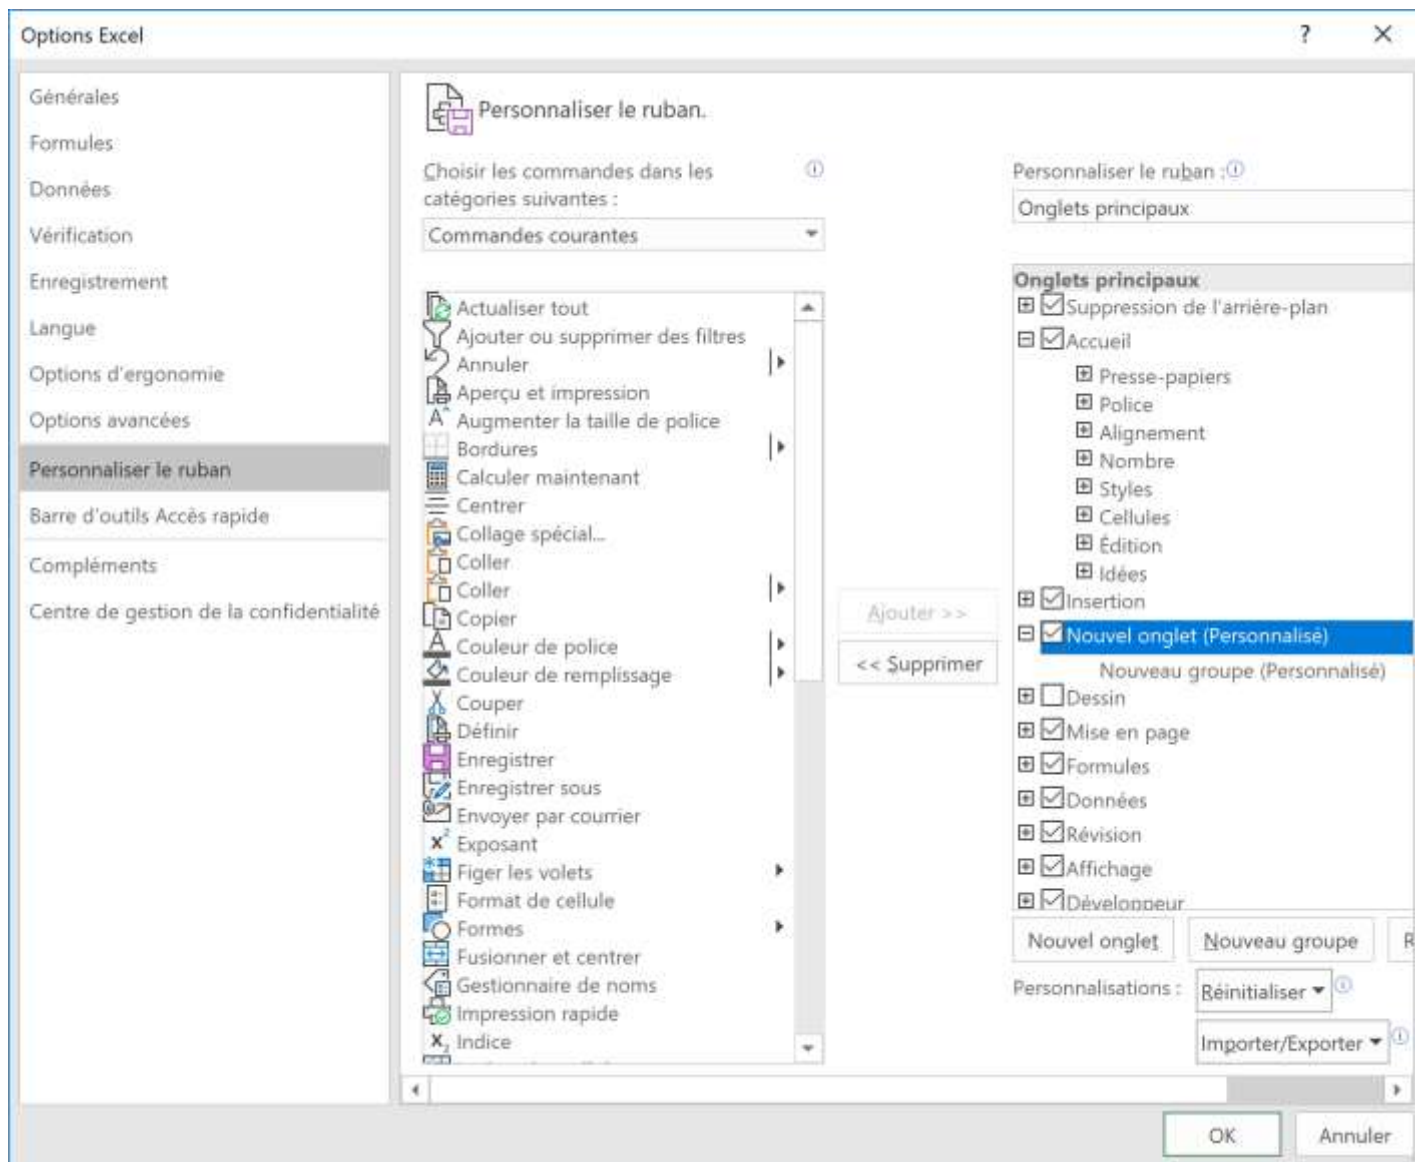 Options Excel
?
Générales
Formules
Données
Vérification
Enregistrement
Langue
Options d'ergonomie
Options avancées
Personnaliser le ruban
Barre d'outils Accès rapide
Compléments
Centre de gestion de la confidentialité
Personnaliser le ruban.
Choisir les commandes dans les
catégories suivantes :
Commandes courantes
Actualiser tout
Ajouter ou supprimer des filtres
Annuler
Aperçu et impression
Augmenter la taille de police
Bordures
Calculer maintenant
Centrer
Collage spécial...
Coller
Coller
Copier
Couleur de police
Couleur de remplissage
Couper
Définir
Enregistrer
Enregistrer sous
Envoyer par courrier
Exposant
Figer les volets
Format de cellule
Formes
Fusionner et centrer
Gestionnaire de noms
Impression rapide
Indice
Ajouter >>
<< Supprimer
Personnaliser le ruban :
Onglets principaux
Onglets principaux
Suppression de l'arrière-plan
Accueil
Presse-papiers
Police
Alignement
Nombre
Styles
Cellules
Édition
Idées
Insertion
Nouvel onglet (Personnalisé)
Nouveau groupe (Personnalisé)
Dessin
Mise en page
Formules
Données
Révision
Affichage
Développeur
Nouvel onglet
Nouveau groupe
R
Personnalisations :
Réinitialiser
Importer/Exporter
OK
Annuler